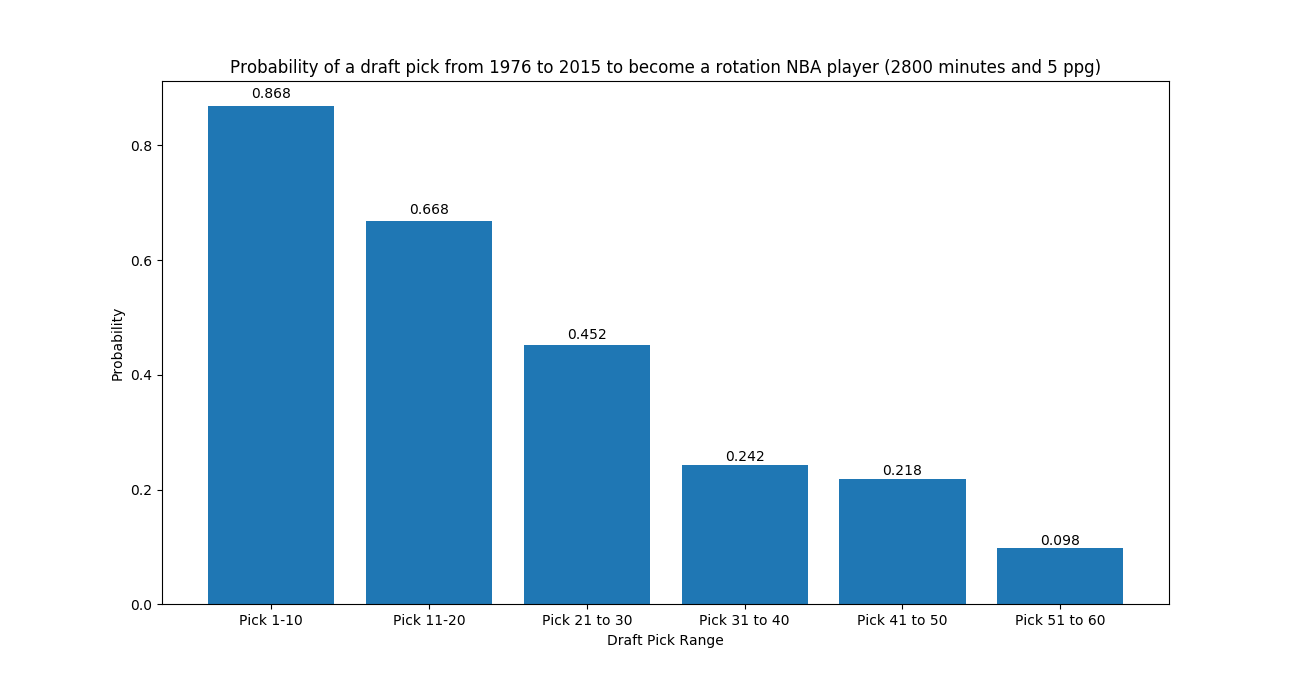 Probability of a draft pick from 1976 to 2015 to become a rotation NBA player (2800 minutes and 5 ppg)
0.868
0.668
0.452
0.242
0.218
0.098
0.8
0.6
0.4
0.2
0.0
Probability
Pick 1-10
Pick 11-20
Pick 21 to 30
Pick 31 to 40
Pick 41 to 50
Pick 51 to 60
Draft Pick Range